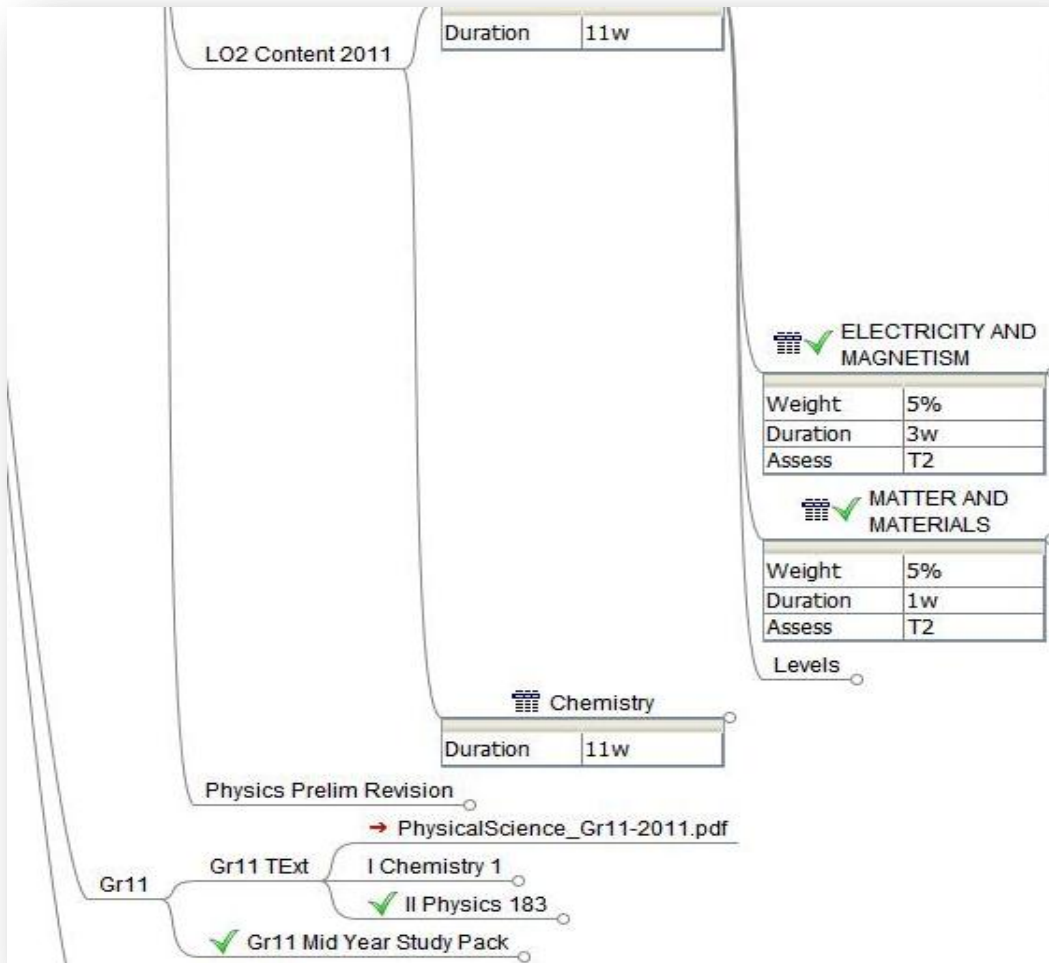 Duration 11w
LO2 Content 2011
ELECTRICITY AND
MAGNETISM
Weight 5%
Duration 3w
Assess T2
MATTER AND
MATERIALS
Weight 5%
Duration 1w
Assess T2
Levels
Chemistry
Duration 11w
Physics Prelim Revision
PhysicalScience_Gr11-2011.pdf
Gr11 TExt
I Chemistry 1
Gr11
II Physics 183
Gr11 Mid Year Study Pack